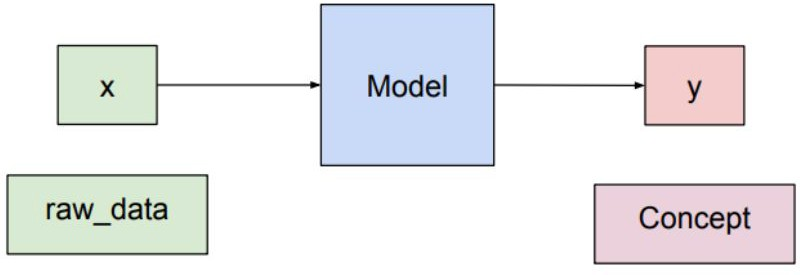 x
Model
y
raw_data
Concept